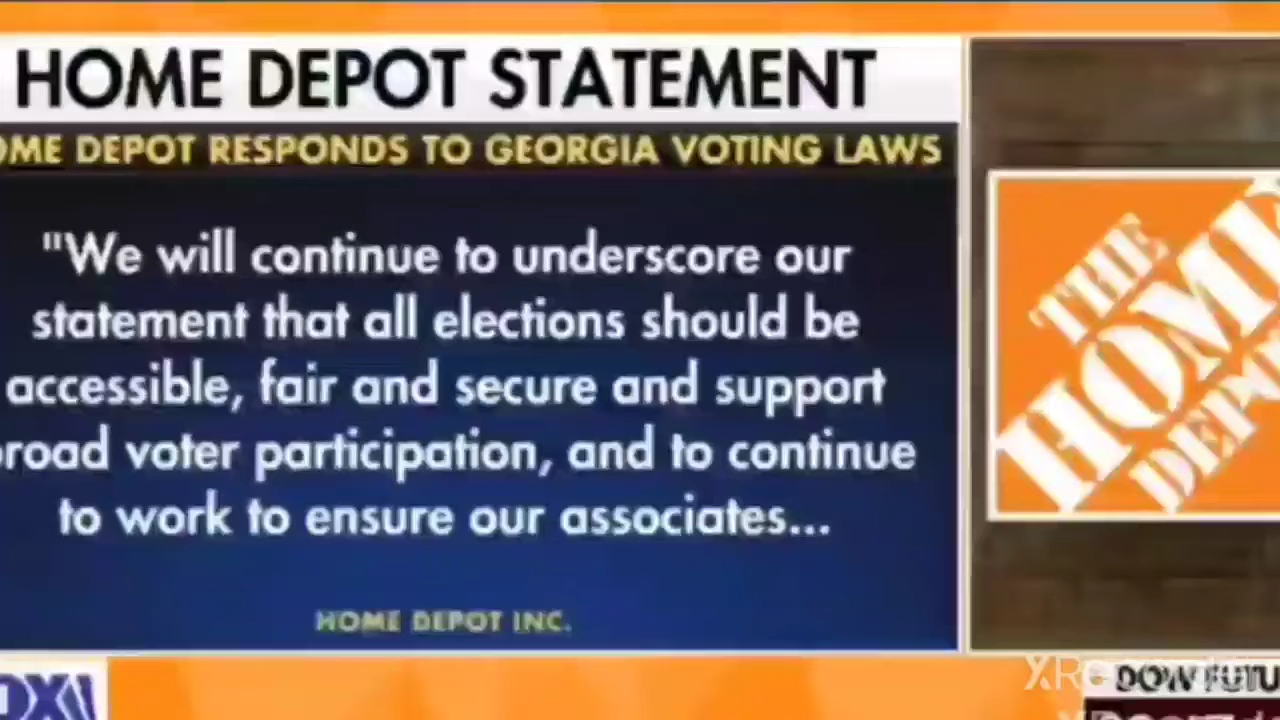 HOME DEPOT STATEMENT
OME DEPOT RESPONDS TO GEORGIA VOTING LAWS
"We will continue to underscore our
statement that all elections should be
accessible, fair and secure and support
road voter participation, and to continue
to work to ensure our associates...
HOME DEPOT INC.
THE
HOME
DEPO
OX
DOW FUTU